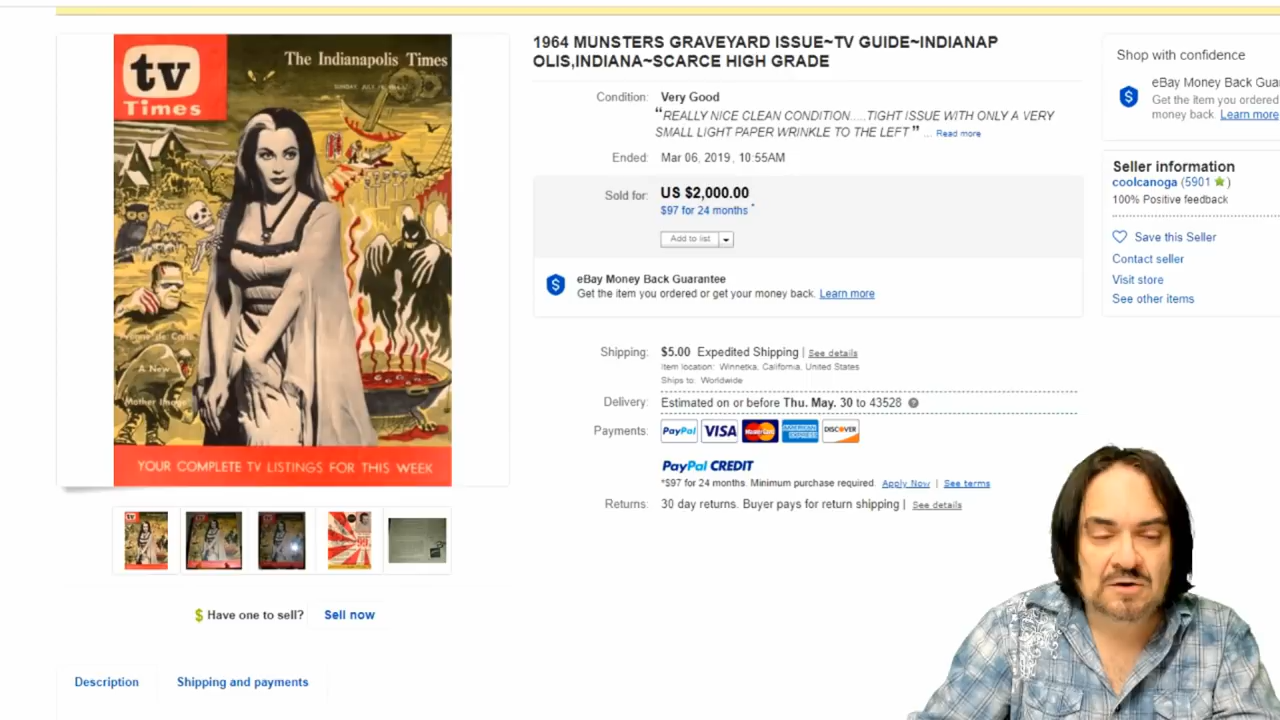 tv
Times
The Indianapolis Times
A New
Mother Image
YOUR COMPLETE TV LISTINGS FOR THIS WEEK
$ Have one to sell? Sell now
Description Shipping and payments
1964 MUNSTERS GRAVEYARD ISSUE~TV GUIDE~INDIANAP
OLIS,INDIANA~SCARCE HIGH GRADE
Condition: Very Good
“REALLY NICE CLEAN CONDITION....TIGHT ISSUE WITH ONLY A VERY
SMALL LIGHT PAPER WRINKLE TO THE LEFT” ... Read more
Ended: Mar 06, 2019 , 10:55AM
Sold for: US $2,000.00
$97 for 24 months *
Add to list
eBay Money Back Guarantee
Get the item you ordered or get your money back. Learn more
Shipping: $5.00 Expedited Shipping | See details
Item location: Winnetka, California, United States
Ships to: Worldwide
Delivery: Estimated on or before Thu. May. 30 to 43528
Payments: PayPal VISA MasterCard AMERICAN EXPRESS DISCOVER
PayPal CREDIT
*$97 for 24 months. Minimum purchase required. Apply Now | See terms
Returns: 30 day returns. Buyer pays for return shipping | See details
Shop with confidence
eBay Money Back Gua
Get the item you ordered
money back. Learn more
Seller information
coolcanoga (5901 )
100% Positive feedback
Save this Seller
Contact seller
Visit store
See other items